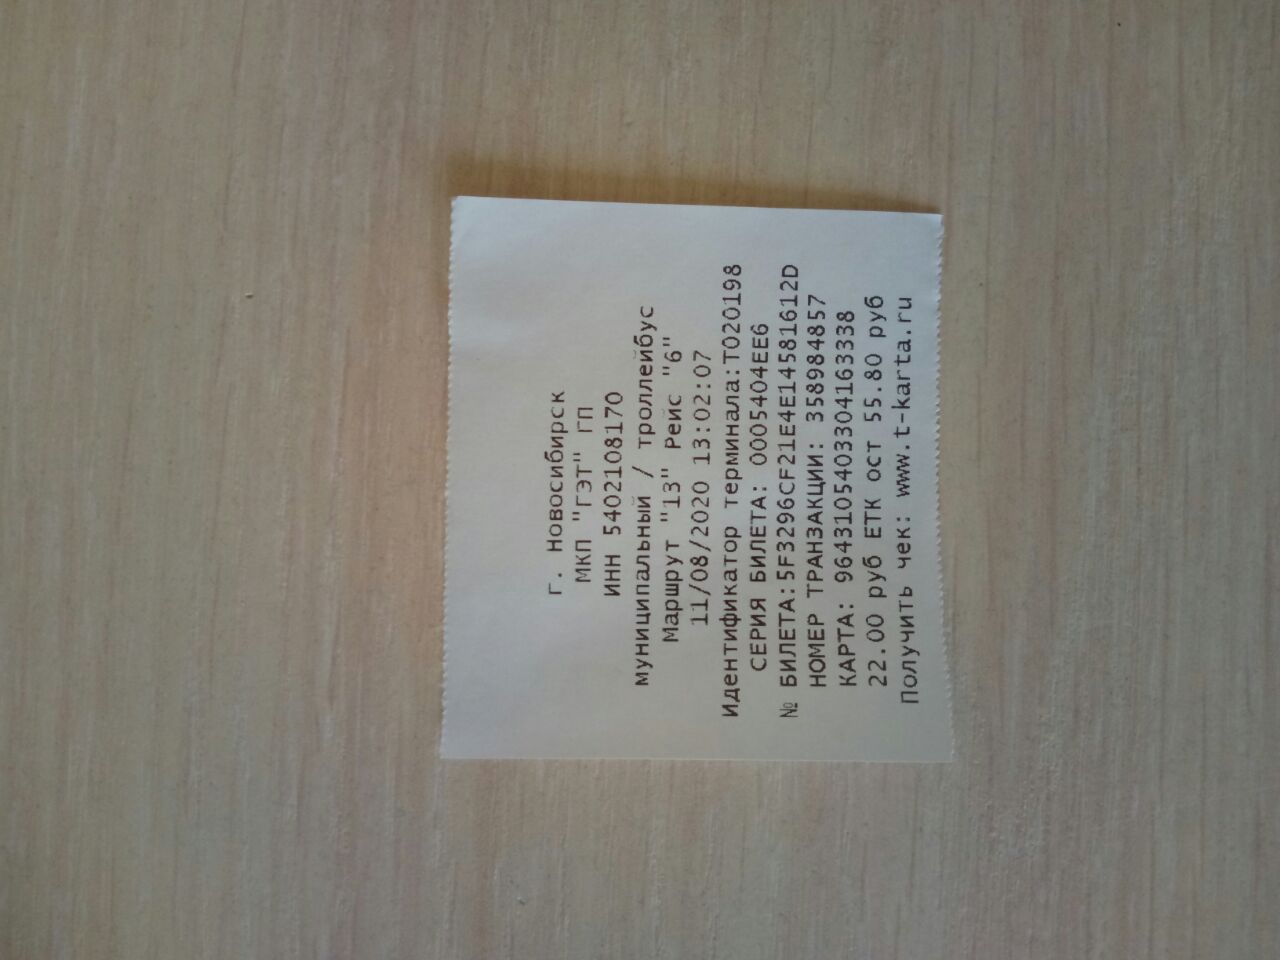 г. Новосибирск
МКП "ГЭТ" ГП
ИНН 5402108170
муниципальный / троллейбус
Маршрут "13" Рейс "6"
11/08/2020 13:02:07
Идентификатор терминала:T020198
СЕРИЯ БИЛЕТА: 0005404EE6
№ БИЛЕТА:5F3296CF21E4E14581612D
НОМЕР ТРАНЗАКЦИИ: 358984857
КАРТА: 9643105403304163338
22.00 руб ЕТК ост 55.80 руб
Получить чек: www.t-karta.ru